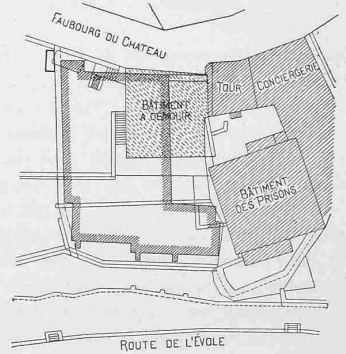 FAUBOURG DU CHATEAU
TOUR
CONCIERGERIE
BÂTIMENT
A DÉMOLIR
BÂTIMENT
DES PRISONS
ROUTE DE L'ÉVOLE